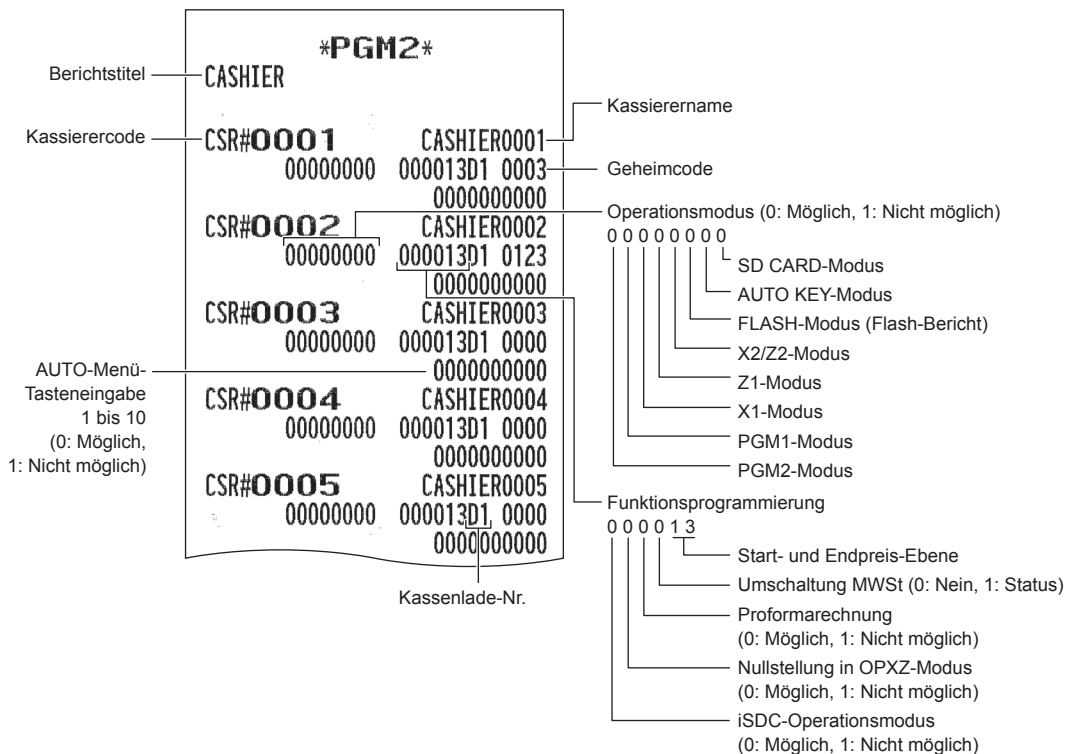 *PGM2*
Berichtstitel
CASHIER
Kassierername
Kassierercode
CSR#0001 CASHIER0001
00000000 000013D1 0003
Geheimcode
0000000000
Operationsmodus (0: Möglich, 1: Nicht möglich)
CSR#0002 CASHIER0002
00000000 000013D1 0123
0000000000
0 0 0 0 0 0 0 0
SD CARD-Modus
AUTO KEY-Modus
FLASH-Modus (Flash-Bericht)
X2/Z2-Modus
Z1-Modus
X1-Modus
PGM1-Modus
PGM2-Modus
CSR#0003 CASHIER0003
00000000 000013D1 0000
0000000000
AUTO-Menü-
Tasteneingabe
1 bis 10
(0: Möglich,
1: Nicht möglich)
CSR#0004 CASHIER0004
00000000 000013D1 0000
0000000000
CSR#0005 CASHIER0005
00000000 000013D1 0000
0000000000
Kassenlade-Nr.
Funktionsprogrammierung
0 0 0 0 1 3
Start- und Endpreis-Ebene
Umschaltung MWSt (0: Nein, 1: Status)
Proformarechnung
(0: Möglich, 1: Nicht möglich)
Nullstellung in OPXZ-Modus
(0: Möglich, 1: Nicht möglich)
iSDC-Operationsmodus
(0: Möglich, 1: Nicht möglich)